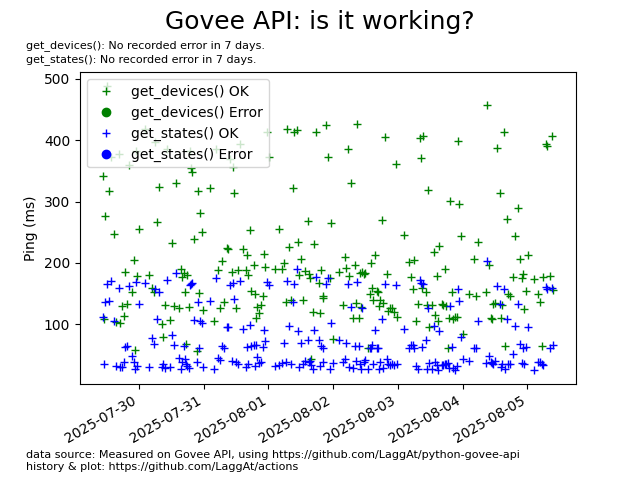 Govee API: is it working?
get_devices(): No recorded error in 7 days.
get_states(): No recorded error in 7 days.
500
400
300
200
100
Ping (ms)
get_devices() OK
get_devices() Error
get_states() OK
get_states() Error
2025-07-30
2025-07-31
2025-08-01
2025-08-02
2025-08-03
2025-08-04
2025-08-05
data source: Measured on Govee API, using https://github.com/LaggAt/python-govee-api
history & plot: https://github.com/LaggAt/actions